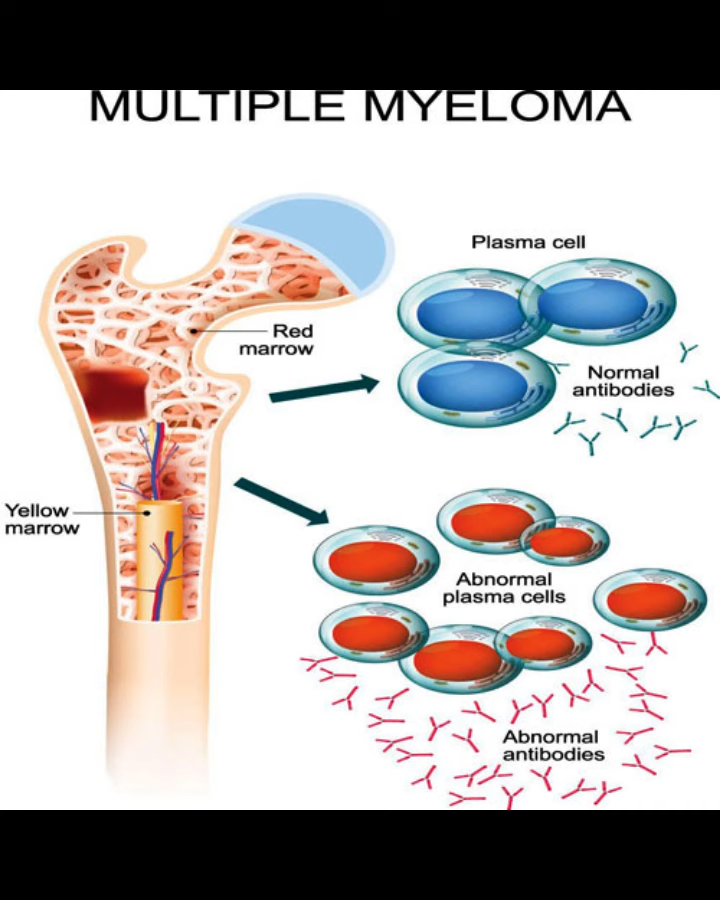 MULTIPLE MYELOMA
Plasma cell
Red
marrow
Normal
antibodies
Yellow
marrow
Abnormal
plasma cells
Abnormal
antibodies